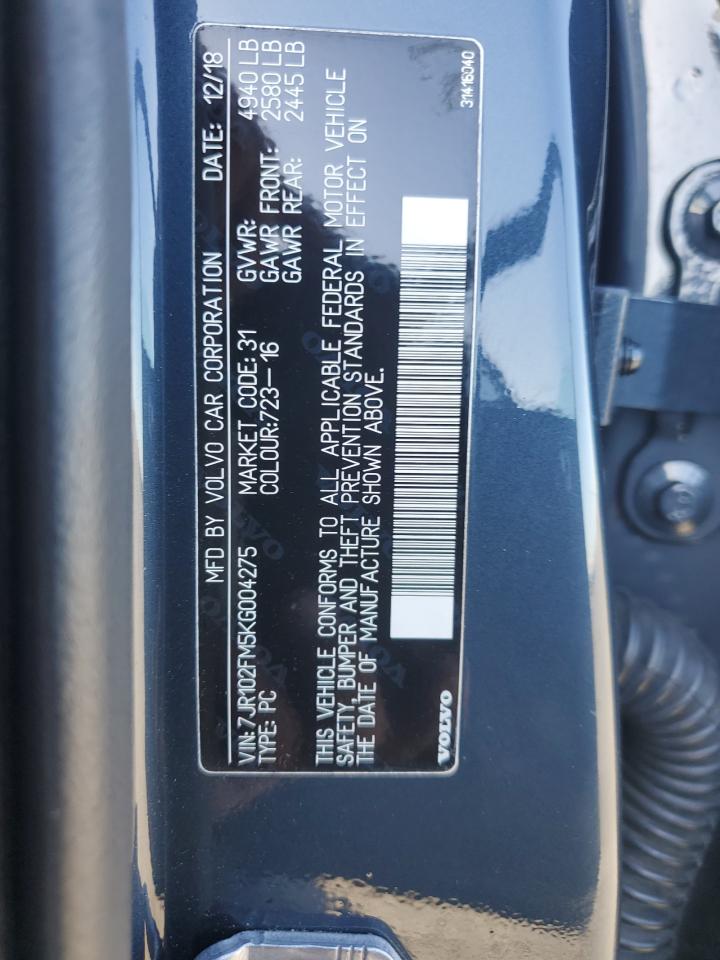 MFD BY VOLVO CAR CORPORATION DATE: 12/18
VIN:7JR102FM5KG004275 MARKET CODE:31 GVWR: 4940 LB
TYPE: PC COLOUR:723-16 GAWR FRONT: 2580 LB
GAWR REAR: 2445 LB
THIS VEHICLE CONFORMS TO ALL APPLICABLE FEDERAL MOTOR VEHICLE
SAFETY, BUMPER AND THEFT PREVENTION STANDARDS IN EFFECT ON
THE DATE OF MANUFACTURE SHOWN ABOVE.
VOLVO 31416040